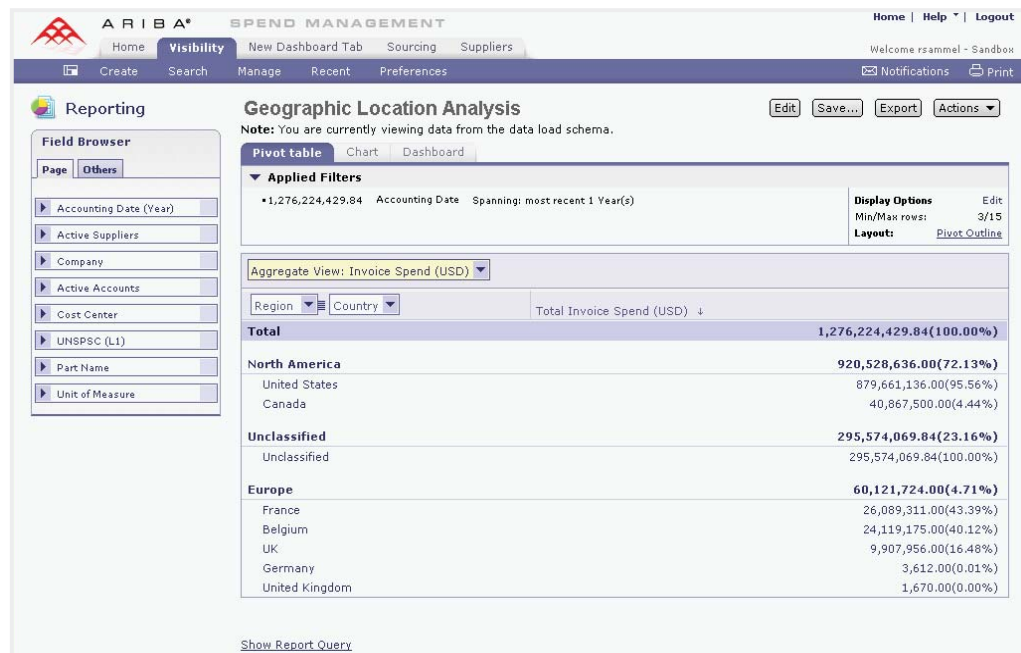 ARIBA®
SPEND MANAGEMENT
Home | Help | Logout
Home Visibility New Dashboard Tab Sourcing Suppliers
Welcome rsammel - Sandbox
Create Search Manage Recent Preferences
Notifications Print
Reporting
Field Browser
Page Others
Accounting Date (Year)
Active Suppliers
Company
Active Accounts
Cost Center
UNSPSC (L1)
Part Name
Unit of Measure
Geographic Location Analysis
Edit Save... Export Actions
Note: You are currently viewing data from the data load schema.
Pivot table Chart Dashboard
Applied Filters
▪1,276,224,429.84 Accounting Date Spanning: most recent 1 Year(s)
Display Options Edit
Min/Max rows: 3/15
Layout: Pivot Outline
Aggregate View: Invoice Spend (USD)
Region Country
Total Invoice Spend (USD) ↓
Total 1,276,224,429.84(100.00%)
North America 920,528,636.00(72.13%)
United States 879,661,136.00(95.56%)
Canada 40,867,500.00(4.44%)
Unclassified 295,574,069.84(23.16%)
Unclassified 295,574,069.84(100.00%)
Europe 60,121,724.00(4.71%)
France 26,089,311.00(43.39%)
Belgium 24,119,175.00(40.12%)
UK 9,907,956.00(16.48%)
Germany 3,612.00(0.01%)
United Kingdom 1,670.00(0.00%)
Show Report Query